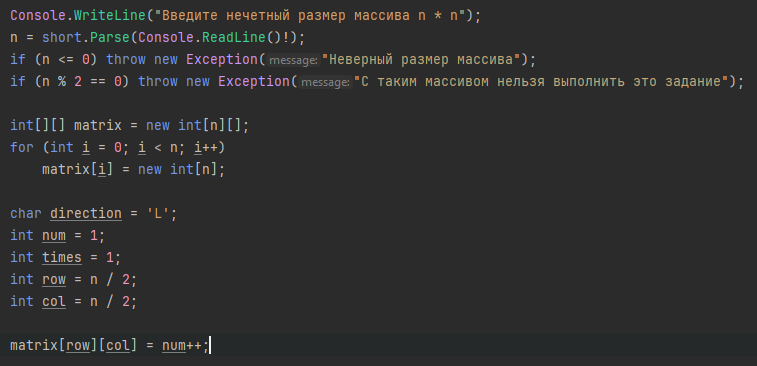 Console.WriteLine("Введите нечетный размер массива n * n");
n = short.Parse(Console.ReadLine()!);
if (n <= 0) throw new Exception(message: "Неверный размер массива");
if (n % 2 == 0) throw new Exception(message: "С таким массивом нельзя выполнить это задание");
int[][] matrix = new int[n][];
for (int i = 0; i < n; i++)
matrix[i] = new int[n];
char direction = 'L';
int num = 1;
int times = 1;
int row = n / 2;
int col = n / 2;
matrix[row][col] = num++;